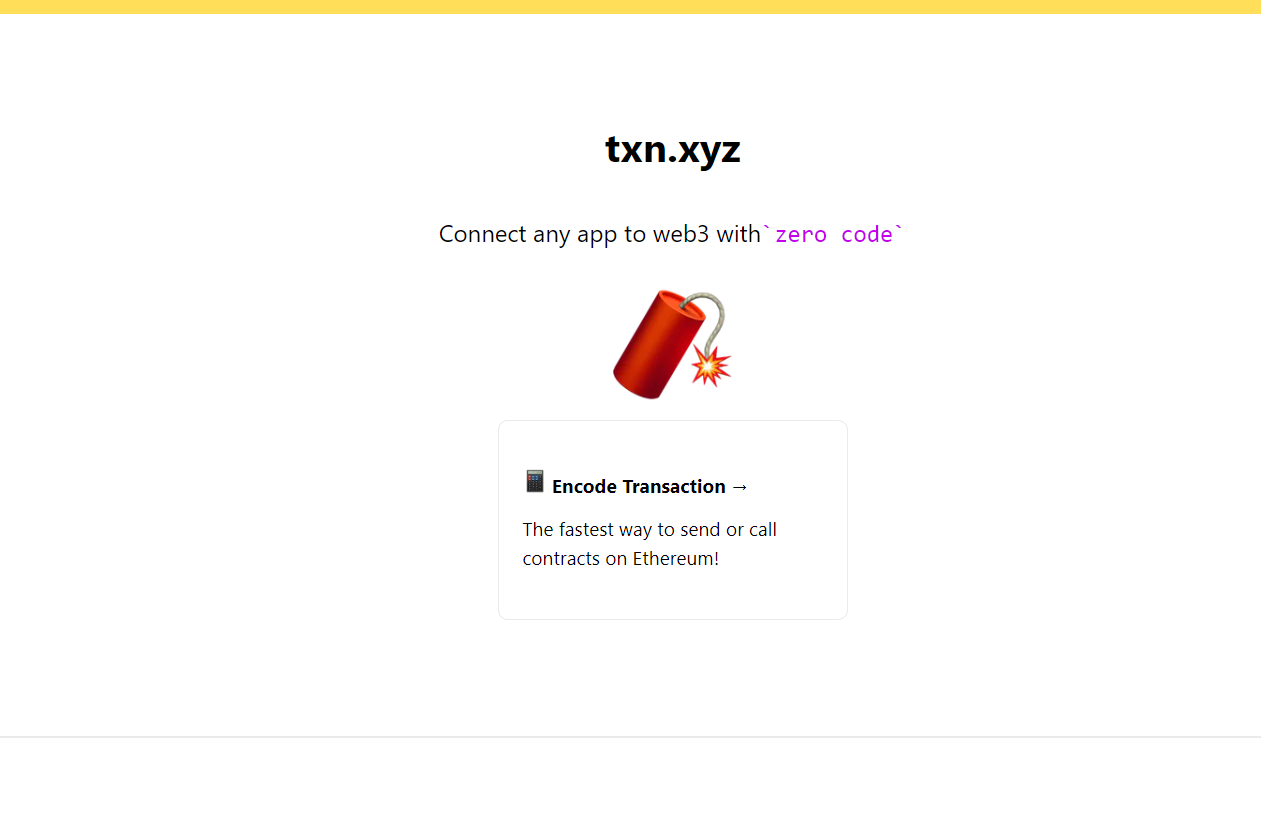 txn.xyz
Connect any app to web3 with`zero code`
Encode Transaction →
The fastest way to send or call
contracts on Ethereum!